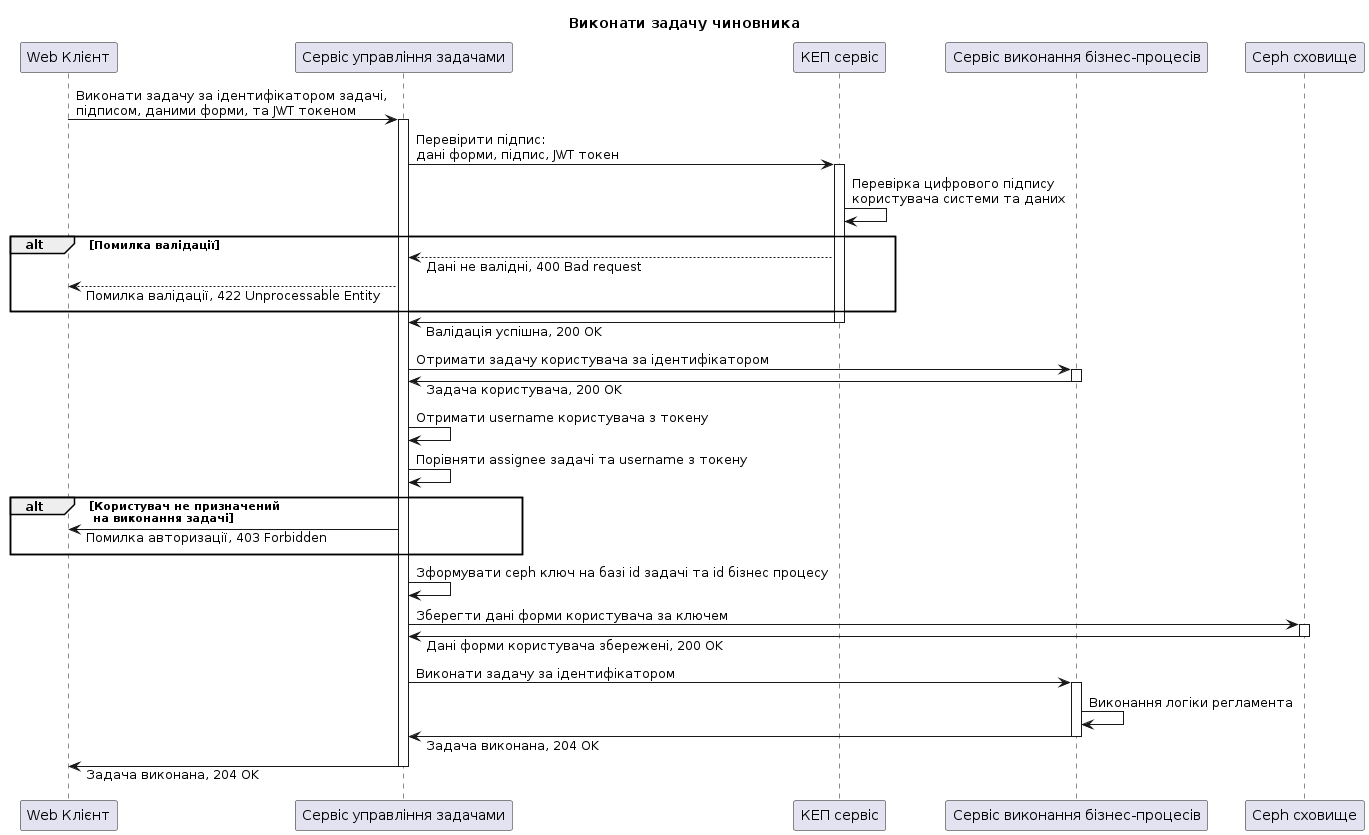 Виконати задачу чиновника
Web Клієнт
Сервіс управління задачами
КЕП сервіс
Сервіс виконання бізнес-процесів
Ceph сховище
Виконати задачу за ідентифікатором задачі,
підписом, даними форми, та JWT токеном
Перевірити підпис:
дані форми, підпис, JWT токен
Перевірка цифрового підпису
користувача системи та даних
alt
[Помилка валідації]
Дані не валідні, 400 Bad request
Помилка валідації, 422 Unprocessable Entity
Валідація успішна, 200 OK
Отримати задачу користувача за ідентифікатором
Задача користувача, 200 OK
Отримати username користувача з токену
Порівняти assignee задачі та username з токену
alt
[Користувач не призначений
на виконання задачі]
Помилка авторизації, 403 Forbidden
Зформувати ceph ключ на базі id задачі та id бізнес процесу
Зберегти дані форми користувача за ключем
Дані форми користувача збережені, 200 OK
Виконати задачу за ідентифікатором
Виконання логіки регламента
Задача виконана, 204 OK
Задача виконана, 204 OK
Web Клієнт
Сервіс управління задачами
КЕП сервіс
Сервіс виконання бізнес-процесів
Ceph сховище